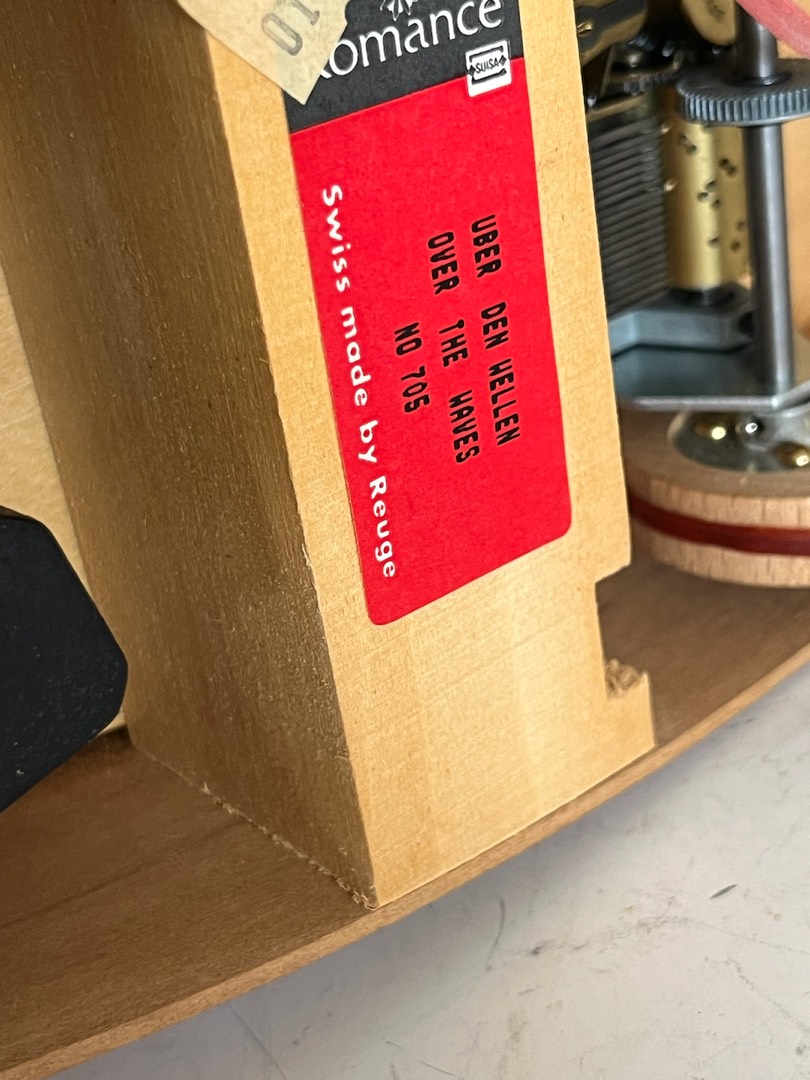 Romance
SUISA
UBER DEN WELLEN
OVER THE WAVES
NO 705
Swiss made by Reuge